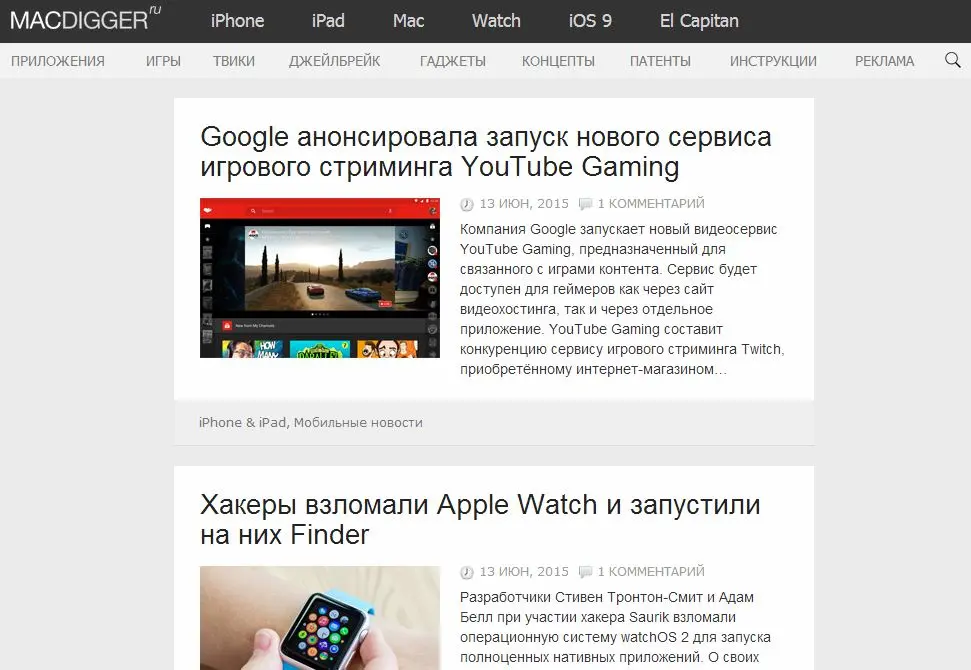 MACDIGGER ru
iPhone iPad Mac Watch iOS 9 El Capitan
ПРИЛОЖЕНИЯ ИГРЫ ТВИКИ ДЖЕЙЛБРЕЙК ГАДЖЕТЫ КОНЦЕПТЫ ПАТЕНТЫ ИНСТРУКЦИИ РЕКЛАМА
Google анонсировала запуск нового сервиса
игрового стриминга YouTube Gaming
13 ИЮН, 2015 1 КОММЕНТАРИЙ
Компания Google запускает новый видеосервис
YouTube Gaming, предназначенный для
связанного с играми контента. Сервис будет
доступен для геймеров как через сайт
видеохостинга, так и через отдельное
приложение. YouTube Gaming составит
конкуренцию сервису игрового стриминга Twitch,
приобретённому интернет-магазином...
HOW
MANY
PARALLEL
iPhone & iPad, Мобильные новости
Хакеры взломали Apple Watch и запустили
на них Finder
13 ИЮН, 2015 1 КОММЕНТАРИЙ
Разработчики Стивен Тронтон-Смит и Адам
Белл при участии хакера Saurik взломали
операционную систему watchOS 2 для запуска
полноценных нативных приложений. О своих